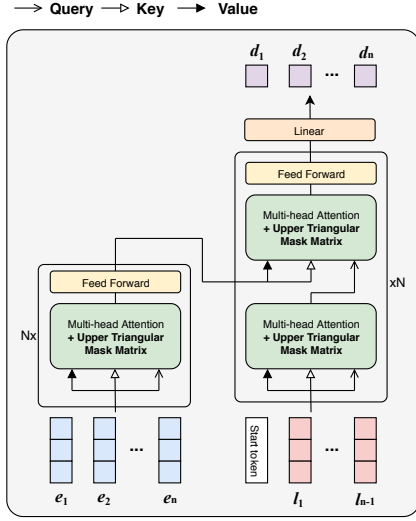 Query Key Value
d1 d2 ... dn
Linear
Feed Forward
Multi-head Attention
+ Upper Triangular
Mask Matrix
xN
Feed Forward
Multi-head Attention
+ Upper Triangular
Mask Matrix
Nx
Multi-head Attention
+ Upper Triangular
Mask Matrix
e1 e2 ... en
Start token
l1 ... ln-1